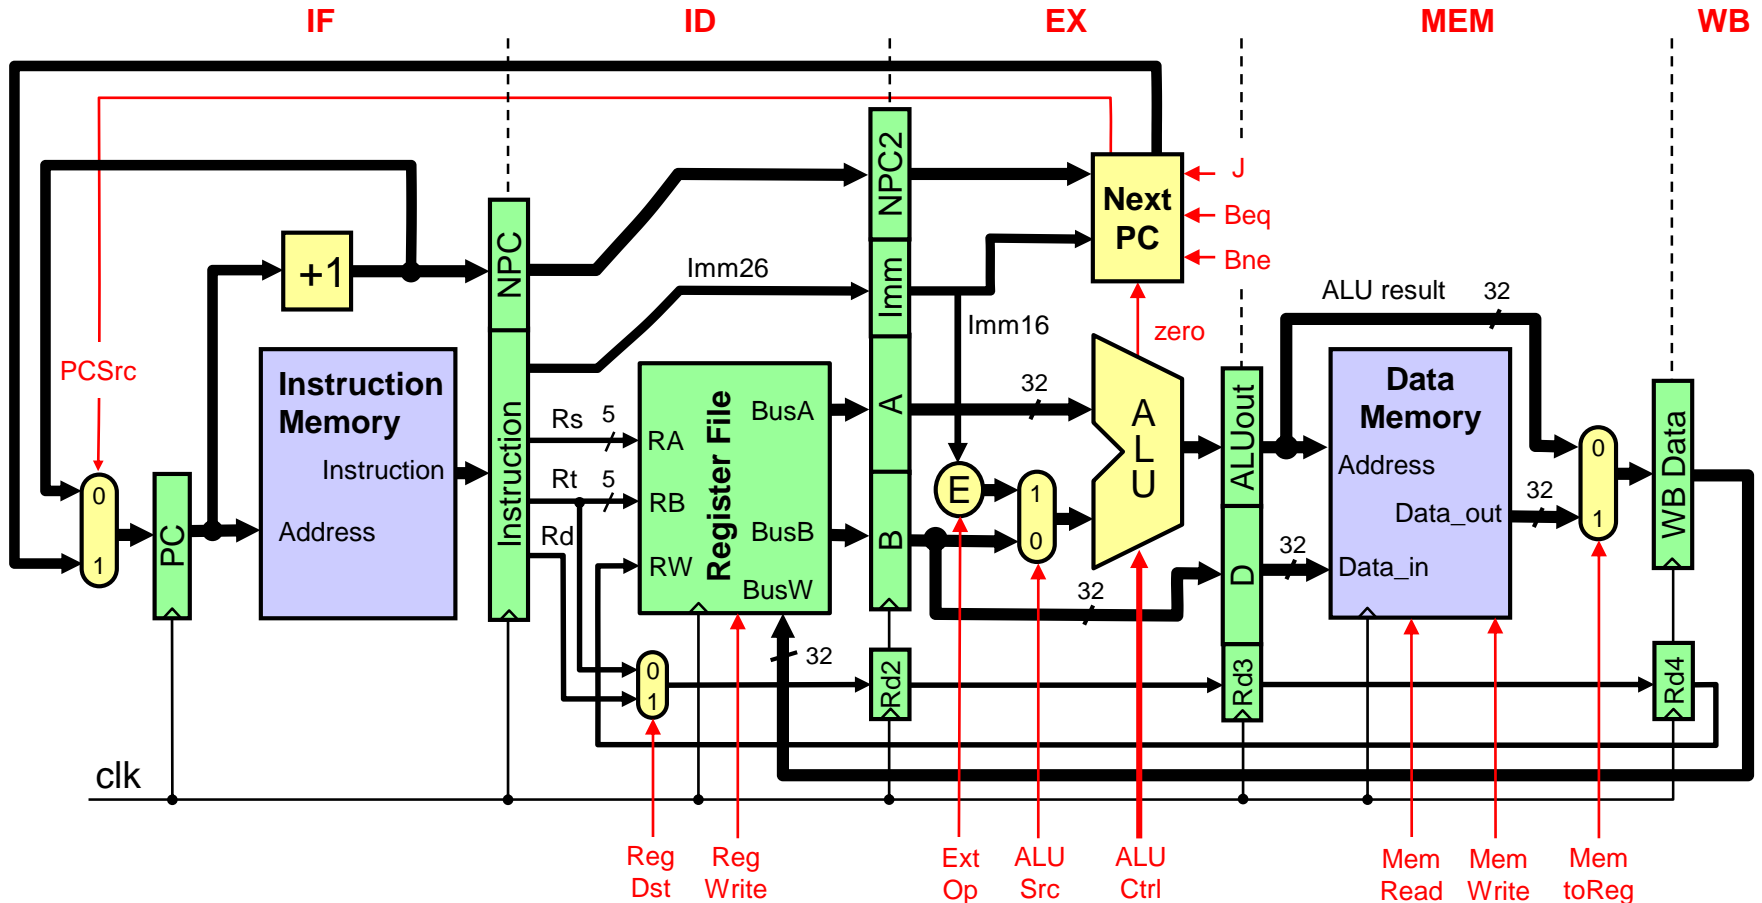 IF ID EX MEM WB
NPC2
J
Next
PC
Beq
Bne
+1
NPC
Imm26
Imm
ALU result 32
Imm16
zero
PCSrc
Instruction
Memory
Instruction
Address
Instruction
Rs 5
Rt 5
Rd
RA
RB
RW
Register File
BusA
BusB
BusW
A
B
32
A
L
U
ALUout
D
Data
Memory
Address
Data_out
Data_in
32
32
0
1
WB Data
0
1
PC
E
1
0
32
32
0
1
Rd2
Rd3
Rd4
clk
Reg
Dst
Reg
Write
Ext
Op
ALU
Src
ALU
Ctrl
Mem
Read
Mem
Write
Mem
toReg